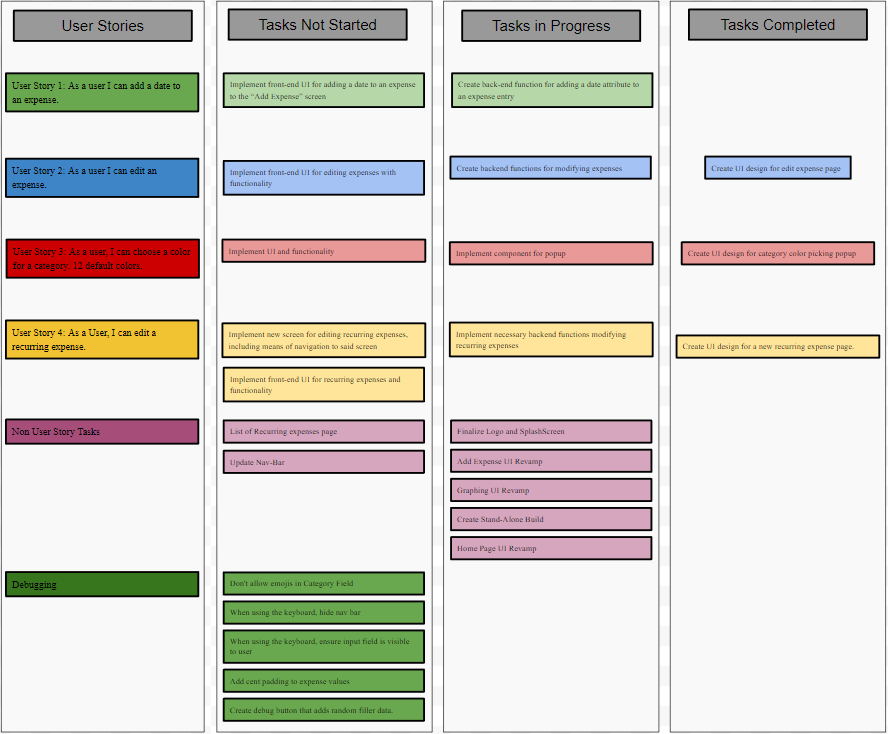 User Stories
Tasks Not Started
Tasks in Progress
Tasks Completed
User Story 1: As a user I can add a date to
an expense.
Implement front-end UI for adding a date to an expense
to the “Add Expense” screen
Create back-end function for adding a date attribute to
an expense entry
User Story 2: As a user I can edit an
expense.
Implement front-end UI for editing expenses with
functionality
Create backend functions for modifying expenses
Create UI design for edit expense page
User Story 3: As a user, I can choose a color
for a category. 12 default colors.
Implement UI and functionality
Implement component for popup
Create UI design for category color picking popup
User Story 4: As a User, I can edit a
recurring expense.
Implement new screen for editing recurring expenses,
including means of navigation to said screen
Implement necessary backend functions modifying
recurring expenses
Create UI design for a new recurring expense page.
Implement front-end UI for recurring expenses and
functionality
Non User Story Tasks
List of Recurring expenses page
Update Nav-Bar
Finalize Logo and SplashScreen
Add Expense UI Revamp
Graphing UI Revamp
Create Stand-Alone Build
Home Page UI Revamp
Debugging
Don't allow emojis in Category Field
When using the keyboard, hide nav bar
When using the keyboard, ensure input field is visible
to user
Add cent padding to expense values
Create debug button that adds random filler data.